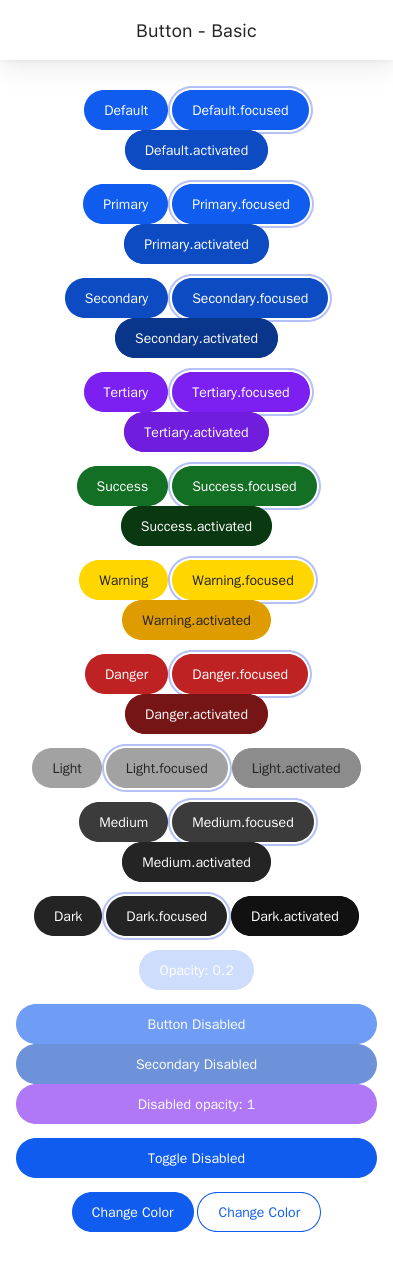 Button - Basic
Default Default.focused
Default.activated
Primary Primary.focused
Primary.activated
Secondary Secondary.focused
Secondary.activated
Tertiary Tertiary.focused
Tertiary.activated
Success Success.focused
Success.activated
Warning Warning.focused
Warning.activated
Danger Danger.focused
Danger.activated
Light Light.focused Light.activated
Medium Medium.focused
Medium.activated
Dark Dark.focused Dark.activated
Opacity: 0.2
Button Disabled
Secondary Disabled
Disabled opacity: 1
Toggle Disabled
Change Color Change Color